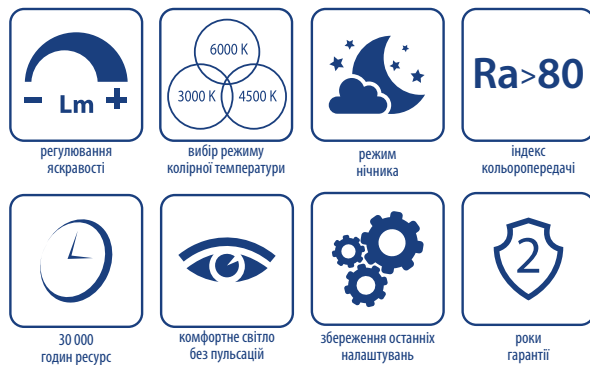 − Lm +
6000 K
3000 K
4500 K
Ra>80
регулювання
яскравості
вибір режиму
колірної температури
режим
нічника
індекс
кольоропередачі
2
30 000
годин ресурс
комфортне світло
без пульсацій
збереження останніх
налаштувань
роки
гарантії